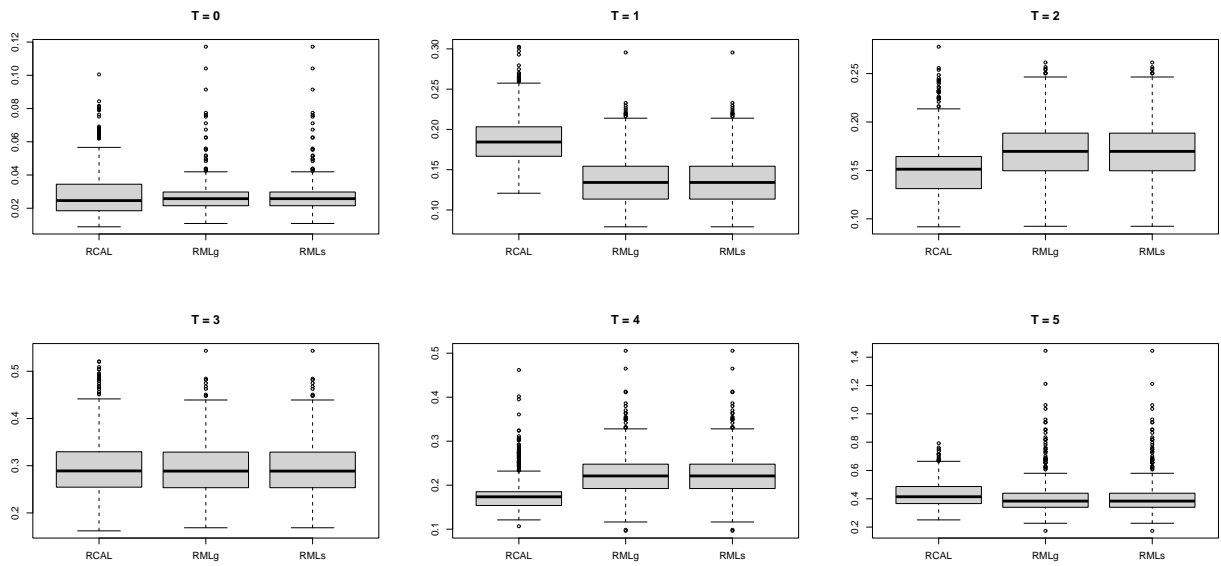 T = 0
0.02 0.04 0.06 0.08 0.10 0.12
RCAL RMLg RMLs
T = 1
0.10 0.15 0.20 0.25 0.30
RCAL RMLg RMLs
T = 2
0.10 0.15 0.20 0.25
RCAL RMLg RMLs
T = 3
0.2 0.3 0.4 0.5
RCAL RMLg RMLs
T = 4
0.1 0.2 0.3 0.4 0.5
RCAL RMLg RMLs
T = 5
0.2 0.4 0.6 0.8 1.0 1.2 1.4
RCAL RMLg RMLs